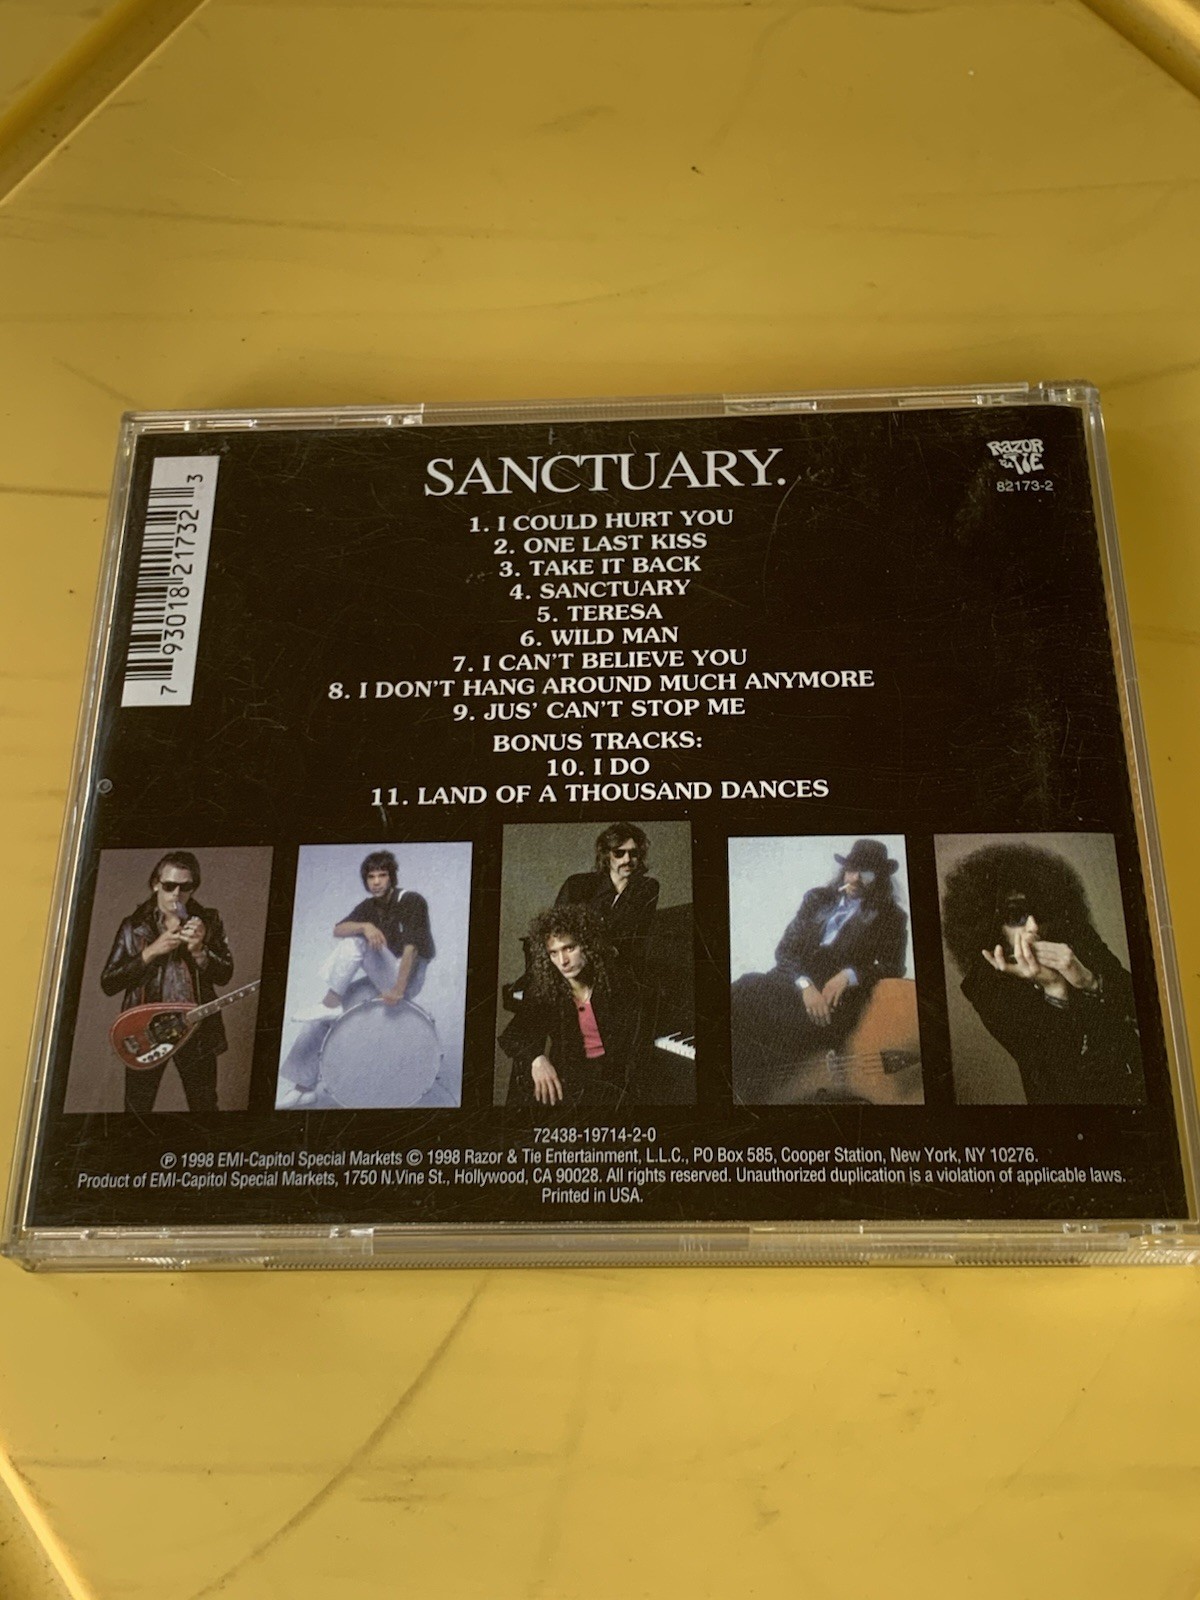 SANCTUARY.
RAZOR
& TIE
82173-2
7 93018 21732 3
1. I COULD HURT YOU
2. ONE LAST KISS
3. TAKE IT BACK
4. SANCTUARY
5. TERESA
6. WILD MAN
7. I CAN'T BELIEVE YOU
8. I DON'T HANG AROUND MUCH ANYMORE
9. JUS' CAN'T STOP ME
BONUS TRACKS:
10. I DO
11. LAND OF A THOUSAND DANCES
72438-19714-2-0
℗ 1998 EMI-Capitol Special Markets © 1998 Razor & Tie Entertainment, L.L.C., PO Box 585, Cooper Station, New York, NY 10276.
Product of EMI-Capitol Special Markets, 1750 N.Vine St., Hollywood, CA 90028. All rights reserved. Unauthorized duplication is a violation of applicable laws.
Printed in USA.